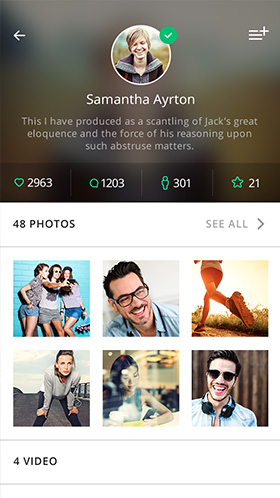 Samantha Ayrton
This I have produced as a scantling of Jack's great
eloquence and the force of his reasoning upon
such abstruse matters.
2963 1203 301 21
48 PHOTOS SEE ALL
4 VIDEO